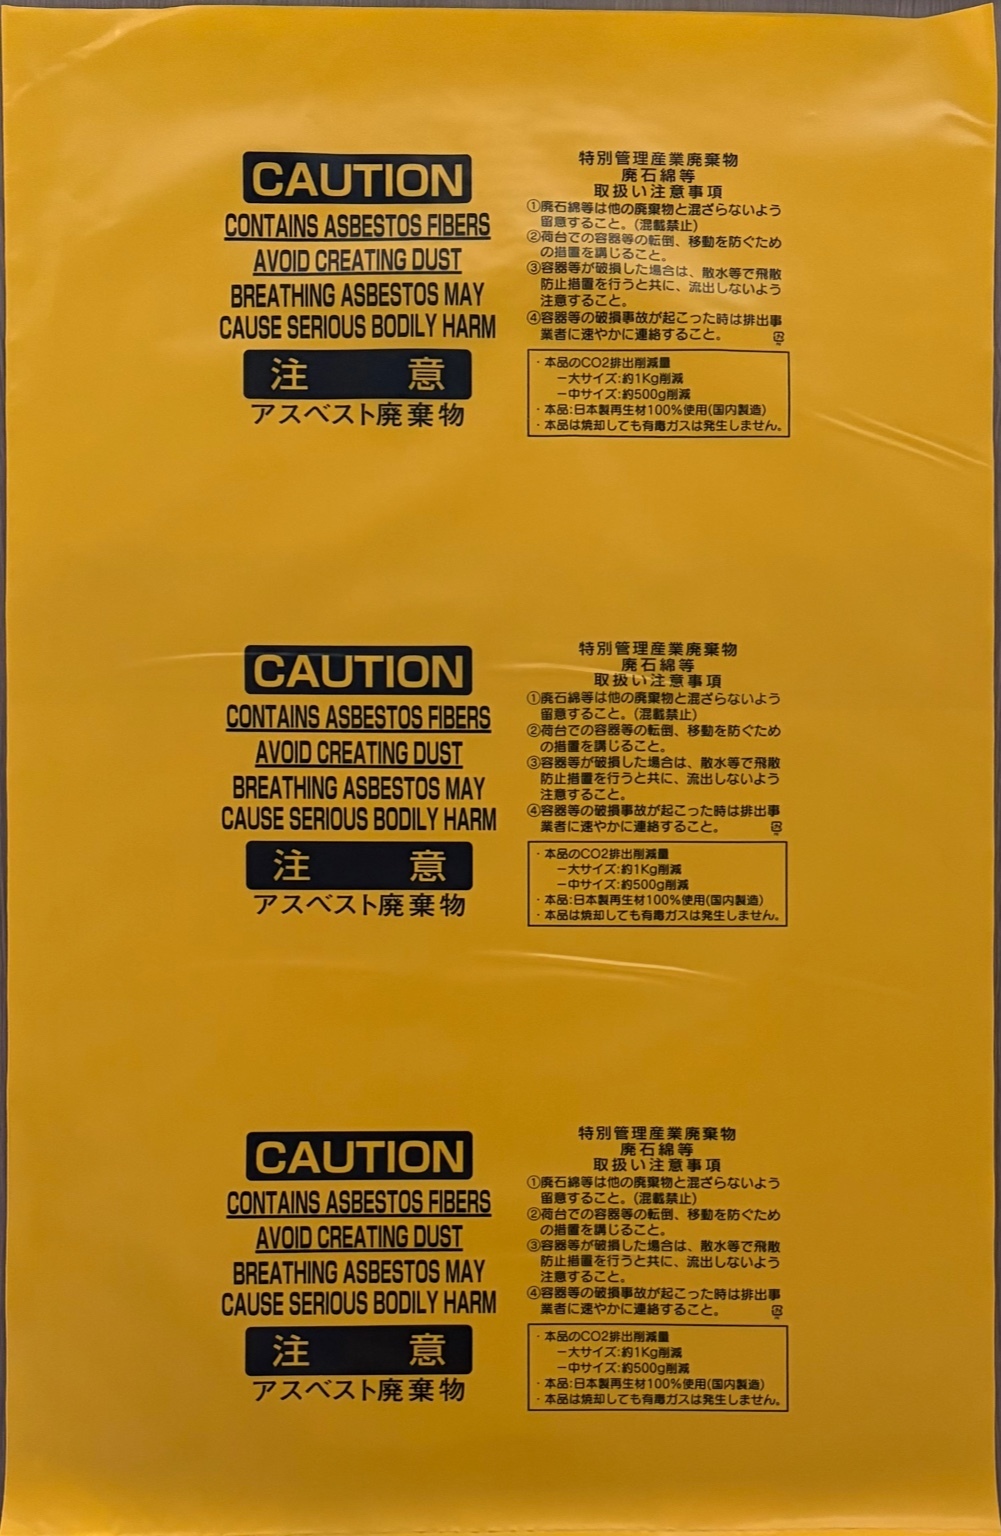 CAUTION
CONTAINS ASBESTOS FIBERS
AVOID CREATING DUST
BREATHING ASBESTOS MAY
CAUSE SERIOUS BODILY HARM
注 意
アスベスト廃棄物
特別管理産業廃棄物
廃石綿等
取扱い注意事項
①廃石綿等は他の廃棄物と混ざらないよう
留意すること。(混載禁止)
②荷台での容器等の転倒、移動を防ぐため
の措置を講じること。
③容器等が破損した場合は、散水等で飛散
防止措置を行うと共に、流出しないよう
注意すること。
④容器等の破損事故が起こった時は排出事
業者に速やかに連絡すること。
・本品のCO2排出削減量
ー大サイズ:約1Kg削減
ー中サイズ:約500g削減
・本品:日本製再生材100%使用(国内製造)
・本品は焼却しても有毒ガスは発生しません。
CAUTION
CONTAINS ASBESTOS FIBERS
AVOID CREATING DUST
BREATHING ASBESTOS MAY
CAUSE SERIOUS BODILY HARM
注 意
アスベスト廃棄物
特別管理産業廃棄物
廃石綿等
取扱い注意事項
①廃石綿等は他の廃棄物と混ざらないよう
留意すること。(混載禁止)
②荷台での容器等の転倒、移動を防ぐため
の措置を講じること。
③容器等が破損した場合は、散水等で飛散
防止措置を行うと共に、流出しないよう
注意すること。
④容器等の破損事故が起こった時は排出事
業者に速やかに連絡すること。
・本品のCO2排出削減量
ー大サイズ:約1Kg削減
ー中サイズ:約500g削減
・本品:日本製再生材100%使用(国内製造)
・本品は焼却しても有毒ガスは発生しません。
CAUTION
CONTAINS ASBESTOS FIBERS
AVOID CREATING DUST
BREATHING ASBESTOS MAY
CAUSE SERIOUS BODILY HARM
注 意
アスベスト廃棄物
特別管理産業廃棄物
廃石綿等
取扱い注意事項
①廃石綿等は他の廃棄物と混ざらないよう
留意すること。(混載禁止)
②荷台での容器等の転倒、移動を防ぐため
の措置を講じること。
③容器等が破損した場合は、散水等で飛散
防止措置を行うと共に、流出しないよう
注意すること。
④容器等の破損事故が起こった時は排出事
業者に速やかに連絡すること。
・本品のCO2排出削減量
ー大サイズ:約1Kg削減
ー中サイズ:約500g削減
・本品:日本製再生材100%使用(国内製造)
・本品は焼却しても有毒ガスは発生しません。